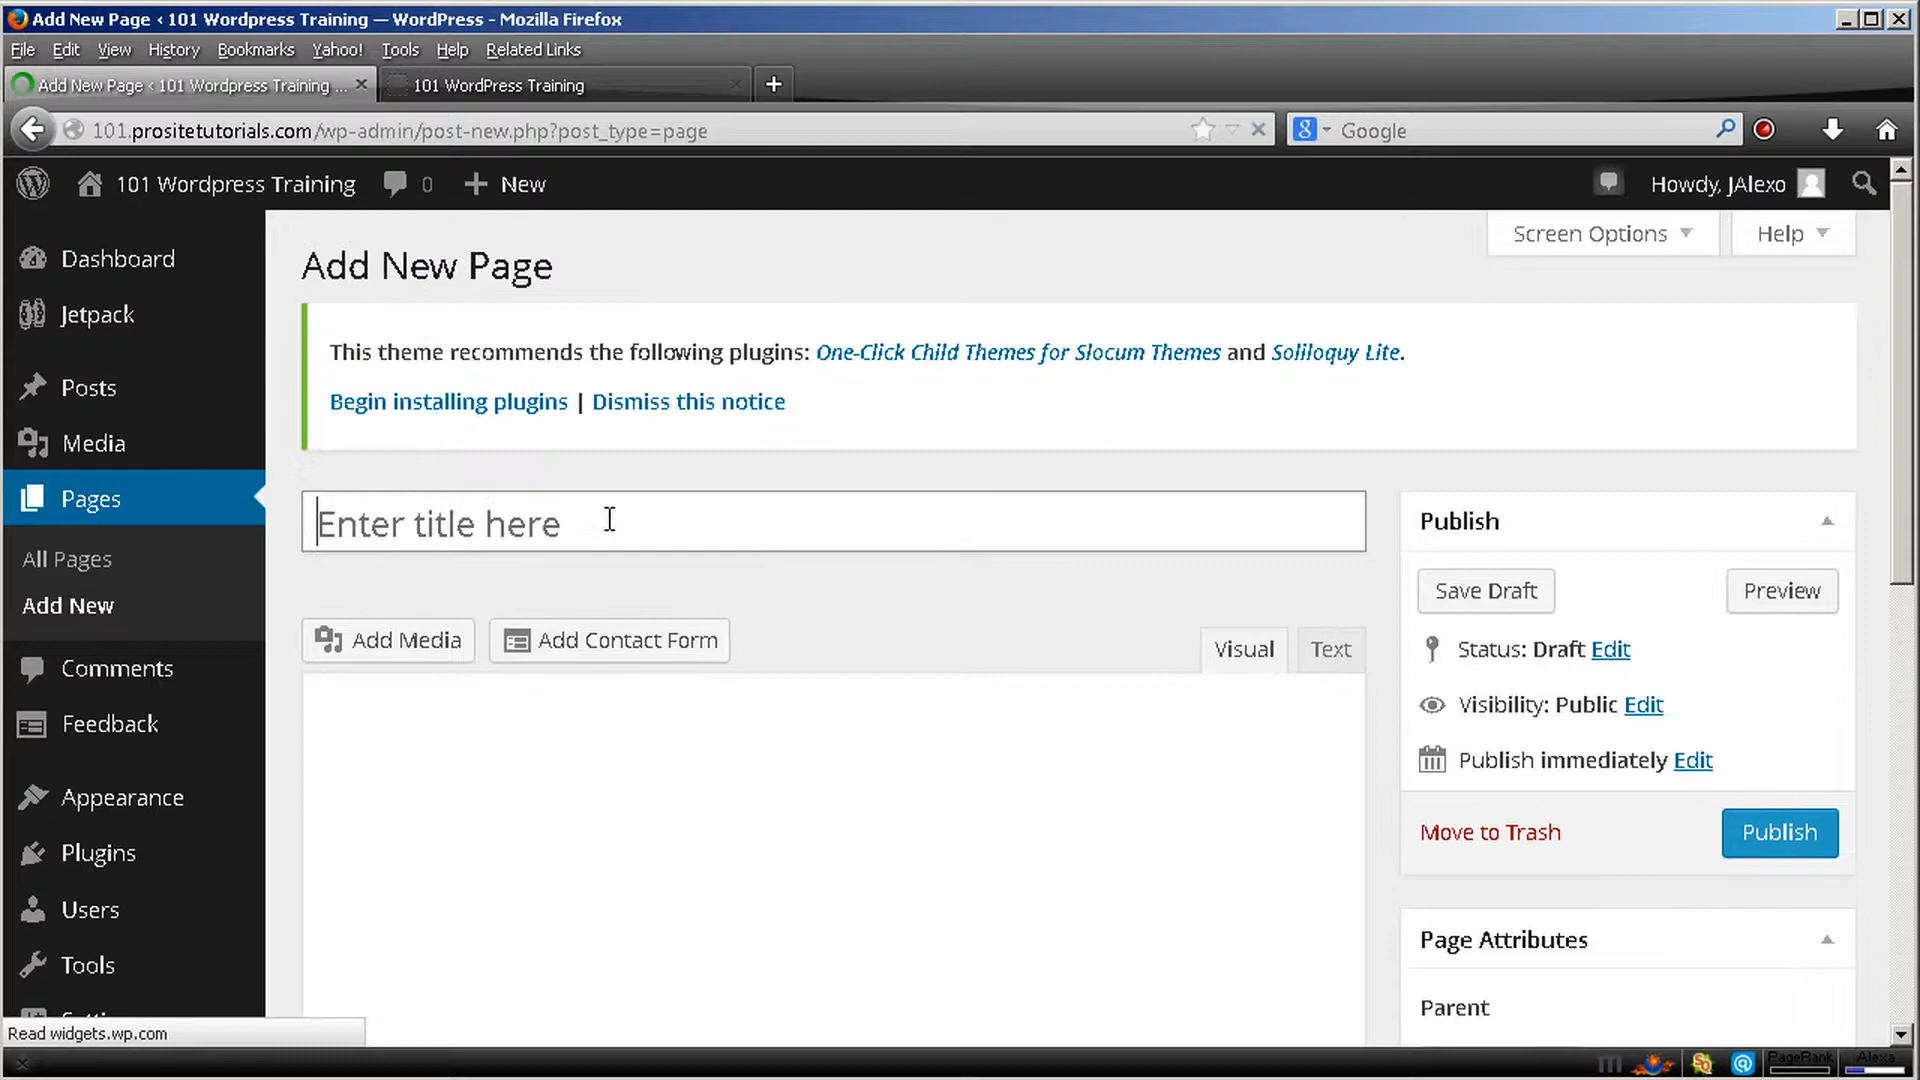 Add New Page ‹ 101 Wordpress Training — WordPress - Mozilla Firefox
File Edit View History Bookmarks Yahoo! Tools Help Related Links
Add New Page ‹ 101 Wordpress Training ...
101 WordPress Training
101.prositetutorials.com/wp-admin/post-new.php?post_type=page
Google
101 Wordpress Training
0
New
Howdy, JAlexo
Screen Options
Help
Dashboard
Jetpack
Posts
Media
Pages
All Pages
Add New
Comments
Feedback
Appearance
Plugins
Users
Tools
Add New Page
This theme recommends the following plugins: One-Click Child Themes for Slocum Themes and Soliloquy Lite.
Begin installing plugins | Dismiss this notice
Enter title here
Add Media
Add Contact Form
Visual
Text
Publish
Save Draft
Preview
Status: Draft Edit
Visibility: Public Edit
Publish immediately Edit
Move to Trash
Publish
Page Attributes
Parent
Read widgets.wp.com
PageRank
Alexa